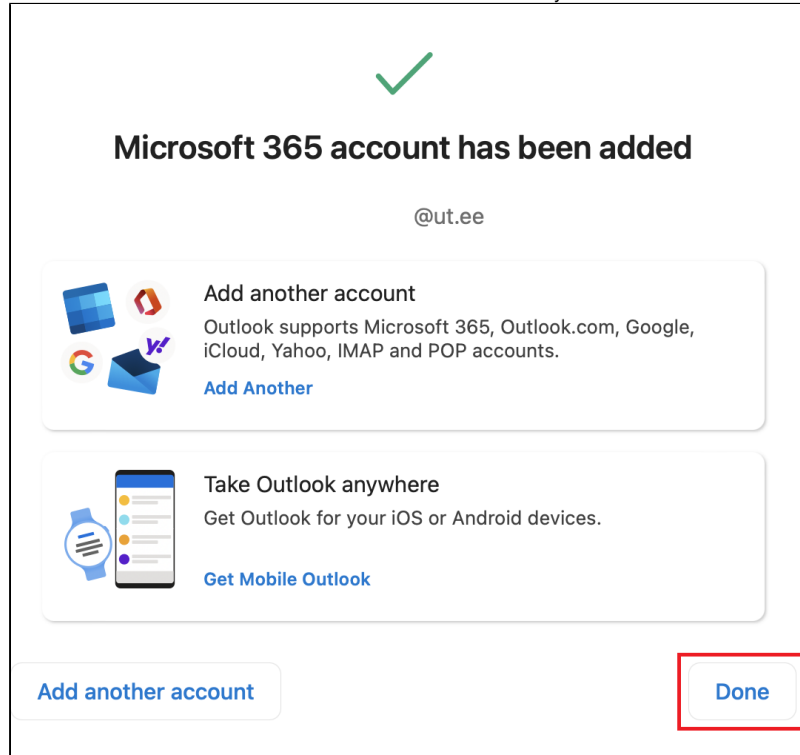 Microsoft 365 account has been added
@ut.ee
Add another account
Outlook supports Microsoft 365, Outlook.com, Google,
iCloud, Yahoo, IMAP and POP accounts.
Add Another
Take Outlook anywhere
Get Outlook for your iOS or Android devices.
Get Mobile Outlook
Add another account
Done